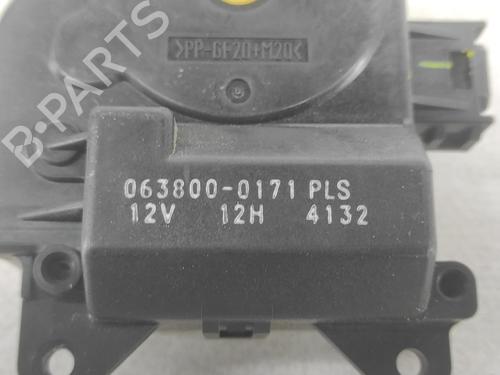 >PP-GF20+M20<
B-PARTS
063800-0171 PLS
12V 12H 4132